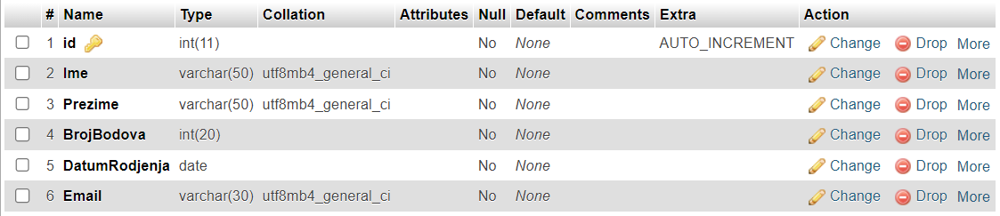 # Name Type Collation Attributes Null Default Comments Extra Action
1 id int(11) No None AUTO_INCREMENT Change Drop More
2 Ime varchar(50) utf8mb4_general_ci No None Change Drop More
3 Prezime varchar(50) utf8mb4_general_ci No None Change Drop More
4 BrojBodova int(20) No None Change Drop More
5 DatumRodjenja date No None Change Drop More
6 Email varchar(30) utf8mb4_general_ci No None Change Drop More